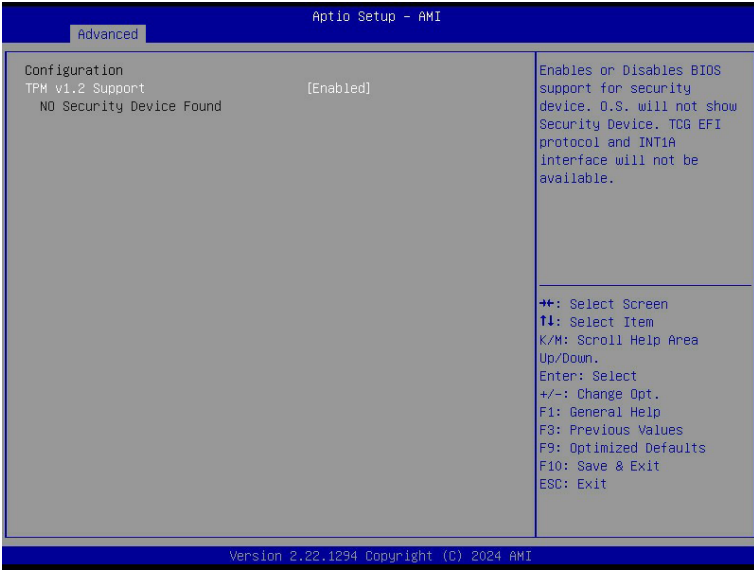 Aptio Setup – AMI
Advanced
Configuration
TPM v1.2 Support [Enabled]
NO Security Device Found
Enables or Disables BIOS
support for security
device. O.S. will not show
Security Device. TCG EFI
protocol and INT1A
interface will not be
available.
→←: Select Screen
↑↓: Select Item
K/M: Scroll Help Area
Up/Down.
Enter: Select
+/-: Change Opt.
F1: General Help
F3: Previous Values
F9: Optimized Defaults
F10: Save & Exit
ESC: Exit
Version 2.22.1294 Copyright (C) 2024 AMI